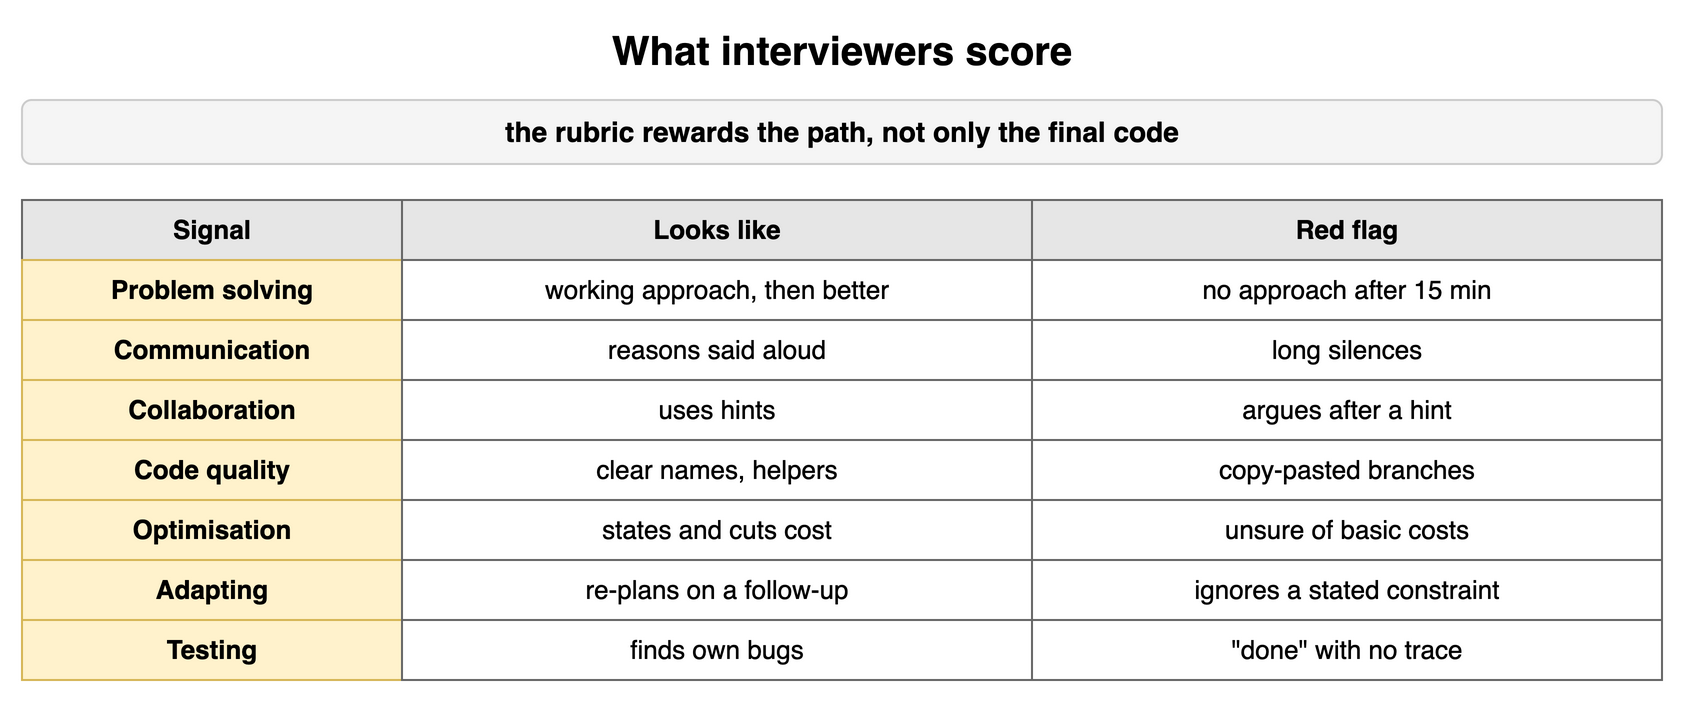 What interviewers score
the rubric rewards the path, not only the final code
Signal Looks like Red flag
Problem solving working approach, then better no approach after 15 min
Communication reasons said aloud long silences
Collaboration uses hints argues after a hint
Code quality clear names, helpers copy-pasted branches
Optimisation states and cuts cost unsure of basic costs
Adapting re-plans on a follow-up ignores a stated constraint
Testing finds own bugs "done" with no trace